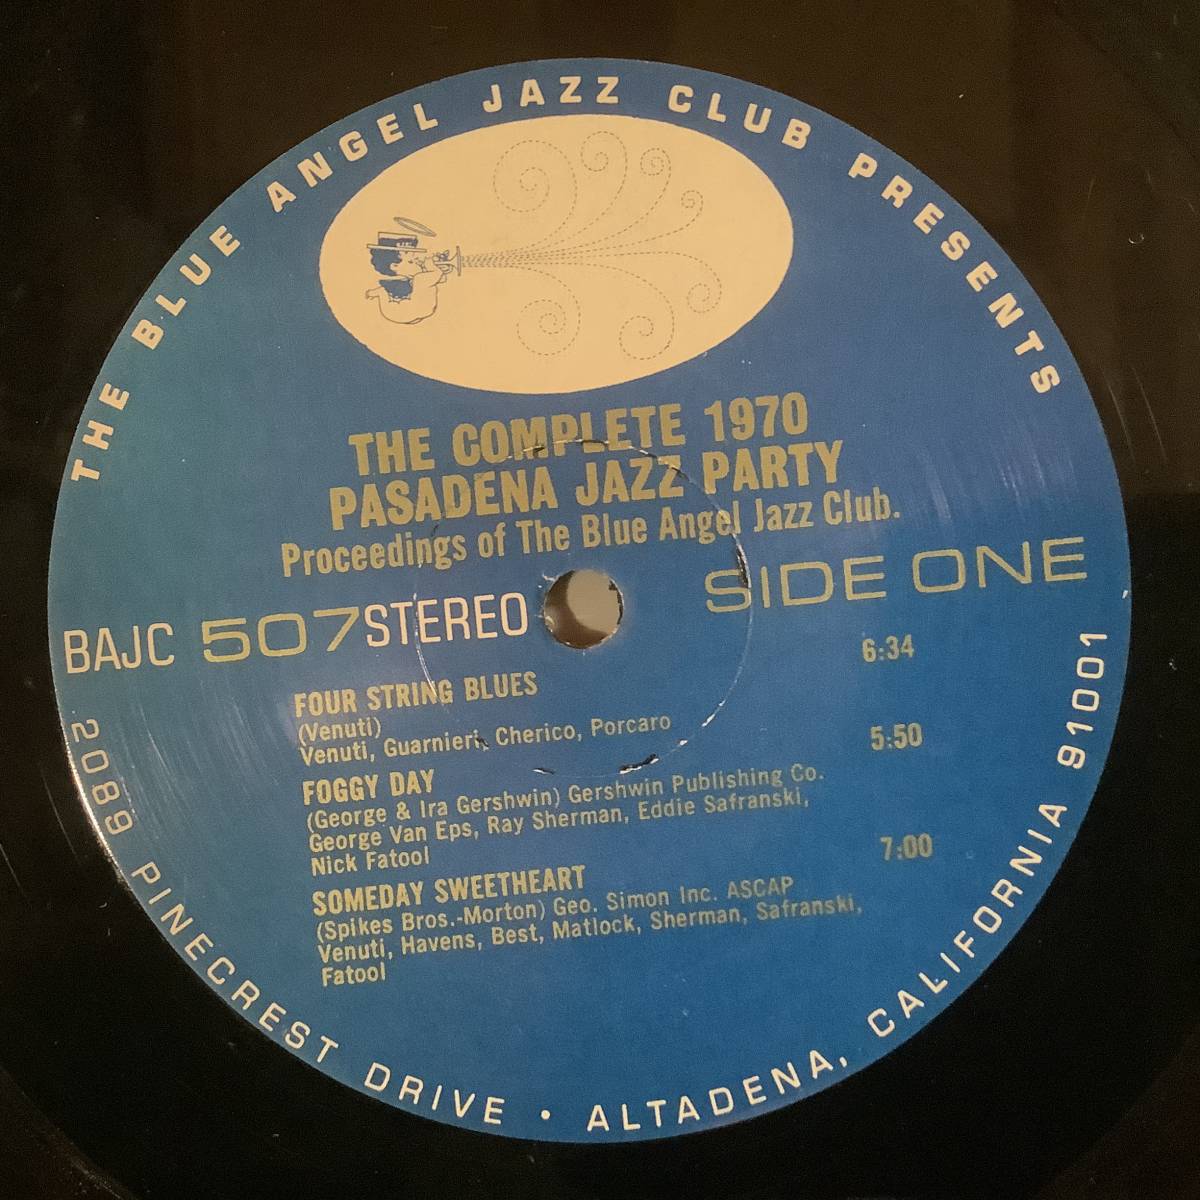 THE BLUE ANGEL JAZZ CLUB PRESENTS
THE COMPLETE 1970
PASADENA JAZZ PARTY
Proceedings of The Blue Angel Jazz Club.
BAJC 507 STEREO
SIDE ONE
FOUR STRING BLUES 6:34
(Venuti)
Venuti, Guarnieri, Cherico, Porcaro
FOGGY DAY 5:50
(George & Ira Gershwin) Gershwin Publishing Co.
George Van Eps, Ray Sherman, Eddie Safranski,
Nick Fatool
SOMEDAY SWEETHEART 7:00
(Spikes Bros.-Morton) Geo. Simon Inc. ASCAP
Venuti, Havens, Best, Matlock, Sherman, Safranski,
Fatool
2089 PINECREST DRIVE • ALTADENA, CALIFORNIA 91001